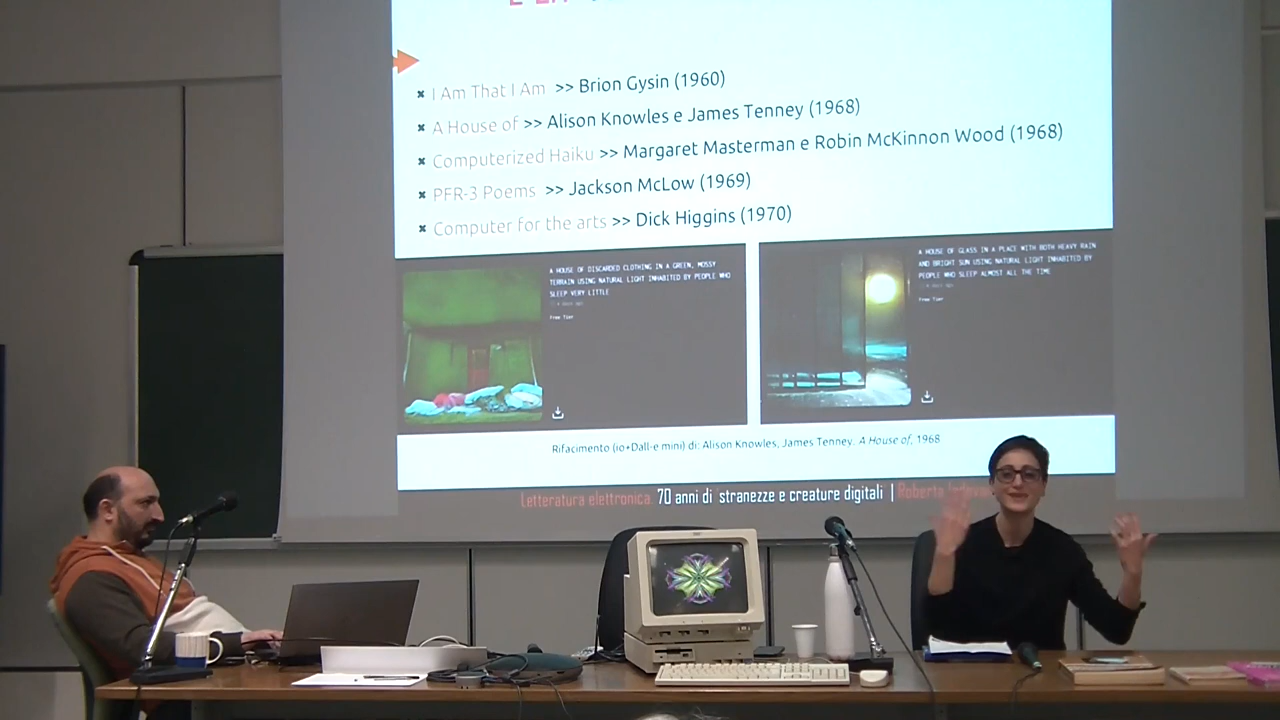 I Am That I Am >> Brion Gysin (1960)
A House of >> Alison Knowles e James Tenney (1968)
Computerized Haiku >> Margaret Masterman e Robin McKinnon Wood (1968)
PFR-3 Poems >> Jackson McLow (1969)
Computer for the arts >> Dick Higgins (1970)
A HOUSE OF DISCARDED CLOTHING IN A GREEN, MOSSY
TERRAIN USING NATURAL LIGHT INHABITED BY PEOPLE WHO
SLEEP VERY LITTLE
Free Tier
A HOUSE OF GLASS IN A PLACE WITH BOTH HEAVY RAIN
AND BRIGHT SUN USING NATURAL LIGHT INHABITED BY
PEOPLE WHO SLEEP ALMOST ALL THE TIME
Free Tier
Rifacimento (io+Dall-e mini) di: Alison Knowles, James Tenney. A House of, 1968
Letteratura elettronica 70 anni di stranezze e creature digitali | Roberta